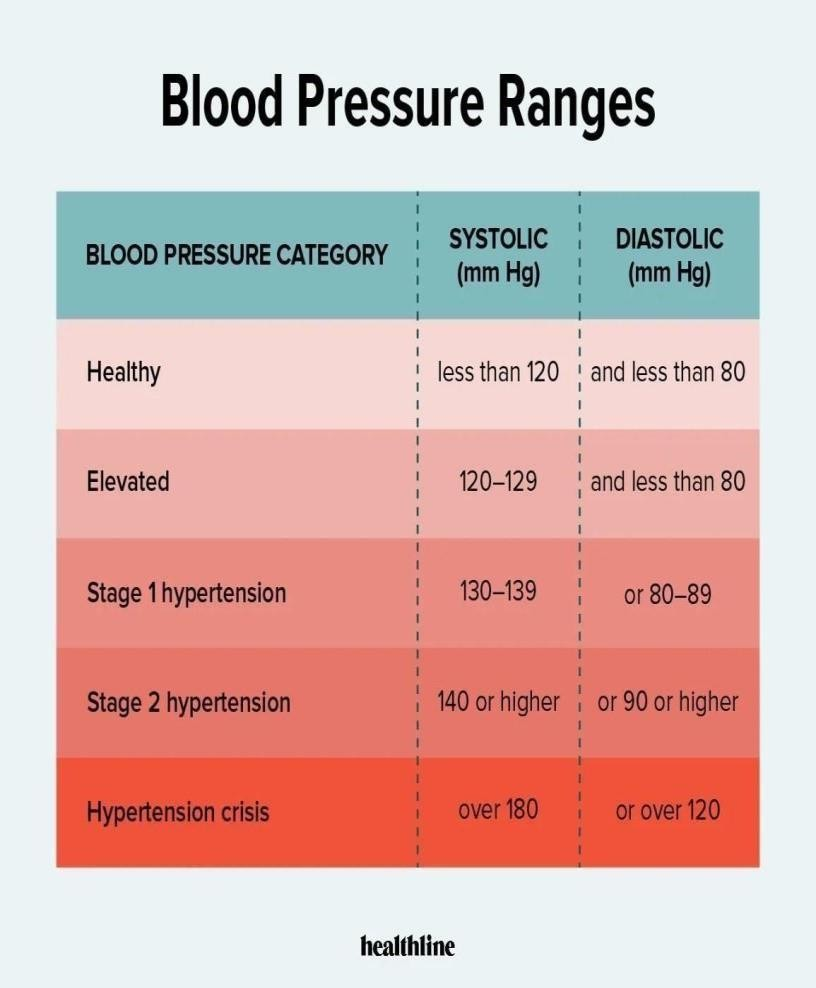 Blood Pressure Ranges
BLOOD PRESSURE CATEGORY
SYSTOLIC
(mm Hg)
DIASTOLIC
(mm Hg)
Healthy
less than 120
and less than 80
Elevated
120–129
and less than 80
Stage 1 hypertension
130–139
or 80–89
Stage 2 hypertension
140 or higher
or 90 or higher
Hypertension crisis
over 180
or over 120
healthline